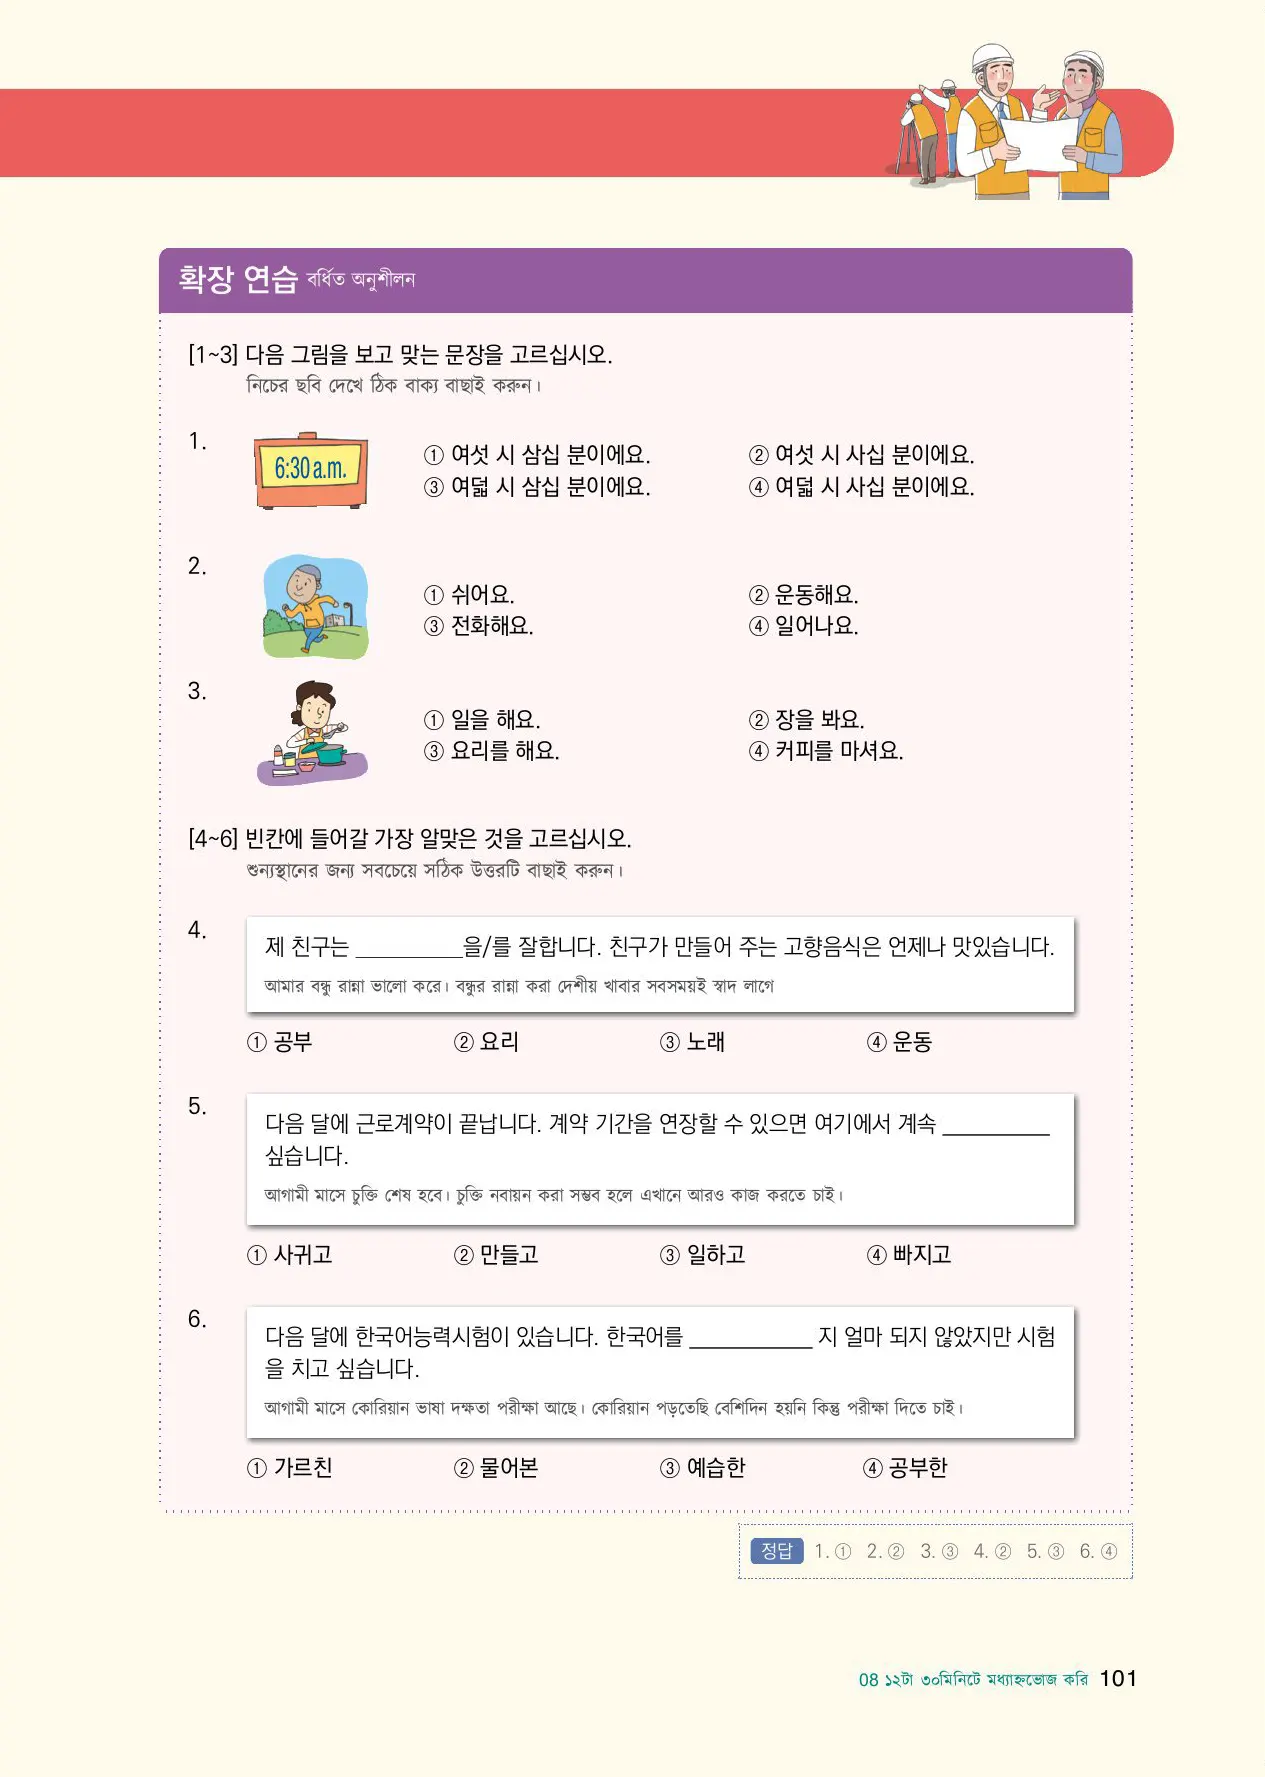 확장 연습 বর্ধিত অনুশীলন
[1~3] 다음 그림을 보고 맞는 문장을 고르십시오.
নিচের ছবি দেখে ঠিক বাক্য বাছাই করুন।
1.
6:30 a.m.
① 여섯 시 삼십 분이에요. ② 여섯 시 사십 분이에요.
③ 여덟 시 삼십 분이에요. ④ 여덟 시 사십 분이에요.
2.
① 쉬어요. ② 운동해요.
③ 전화해요. ④ 일어나요.
3.
① 일을 해요. ② 장을 봐요.
③ 요리를 해요. ④ 커피를 마셔요.
[4~6] 빈칸에 들어갈 가장 알맞은 것을 고르십시오.
শুন্যস্থানের জন্য সবচেয়ে সঠিক উত্তরটি বাছাই করুন।
4.
제 친구는 __________을/를 잘합니다. 친구가 만들어 주는 고향음식은 언제나 맛있습니다.
আমার বন্ধু রান্না ভালো করে। বন্ধুর রান্না করা দেশীয় খাবার সবসময়ই স্বাদ লাগে
① 공부 ② 요리 ③ 노래 ④ 운동
5.
다음 달에 근로계약이 끝납니다. 계약 기간을 연장할 수 있으면 여기에서 계속 __________
싶습니다.
আগামী মাসে চুক্তি শেষ হবে। চুক্তি নবায়ন করা সম্ভব হলে এখানে আরও কাজ করতে চাই।
① 사귀고 ② 만들고 ③ 일하고 ④ 빠지고
6.
다음 달에 한국어능력시험이 있습니다. 한국어를 ___________ 지 얼마 되지 않았지만 시험
을 치고 싶습니다.
আগামী মাসে কোরিয়ান ভাষা দক্ষতা পরীক্ষা আছে। কোরিয়ান পড়তেছি বেশিদিন হয়নি কিন্তু পরীক্ষা দিতে চাই।
① 가르친 ② 물어본 ③ 예습한 ④ 공부한
정답 1. ① 2. ② 3. ③ 4. ② 5. ③ 6. ④
08 ১২টা ৩০মিনিটে মধ্যাহ্নভোজ করি 101